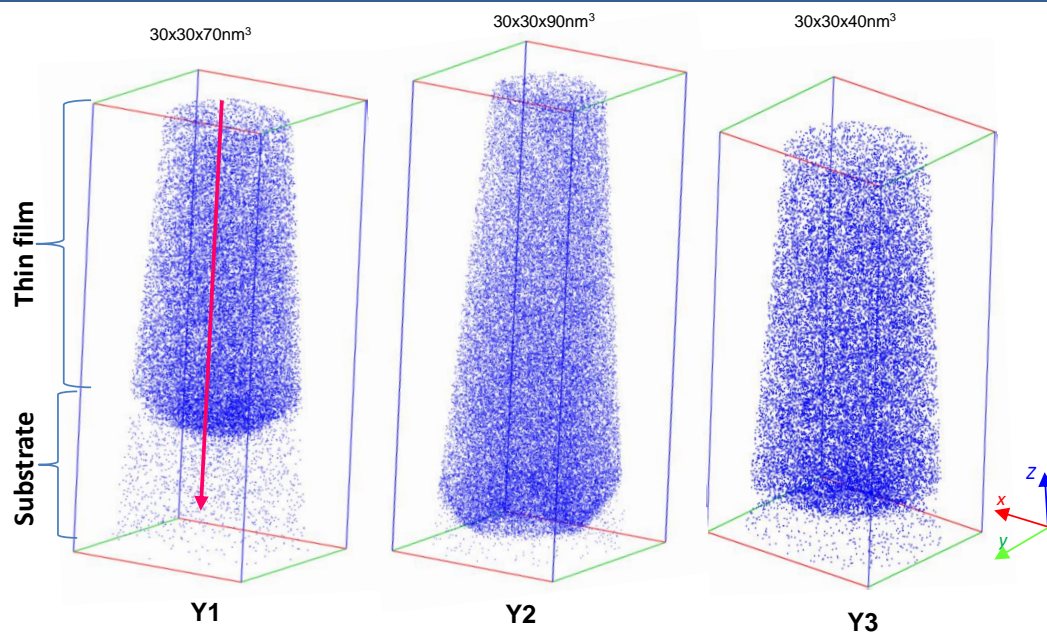 30x30x70nm³
30x30x90nm³
30x30x40nm³
Thin film
Substrate
Z
x
y
Y1
Y2
Y3